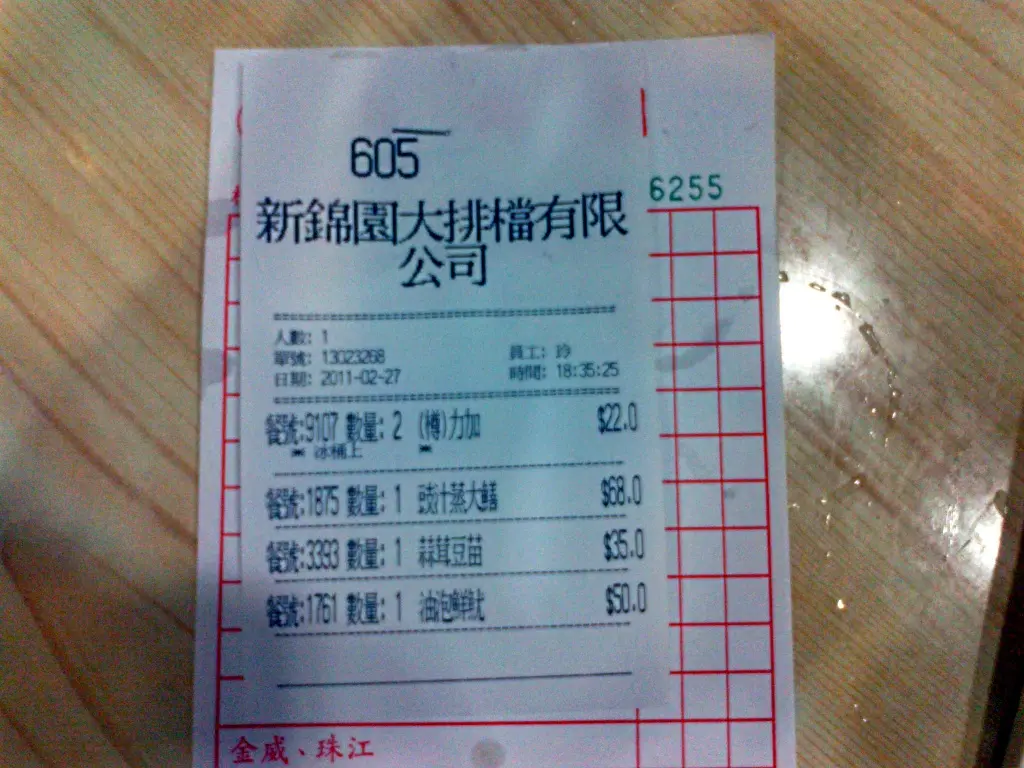 605
6255
新錦園大排檔有限
公司
人數: 1
單號: 13023268 員工: 玲
日期: 2011-02-27 時間: 18:35:25
餐號:9107 數量: 2 (樽)力加 $22.0
** 冰桶上 **
餐號:1875 數量: 1 豉汁蒸大鱔 $68.0
餐號:3393 數量: 1 蒜茸豆苗 $35.0
餐號:1761 數量: 1 油泡鮮魷 $50.0
金威、珠江